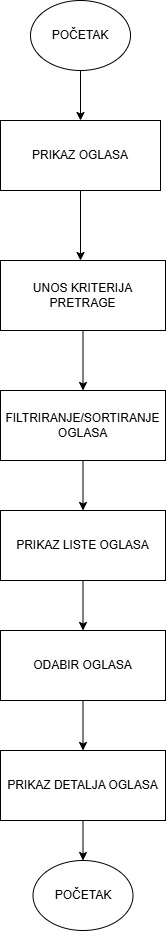 POČETAK
PRIKAZ OGLASA
UNOS KRITERIJA
PRETRAGE
FILTRIRANJE/SORTIRANJE
OGLASA
PRIKAZ LISTE OGLASA
ODABIR OGLASA
PRIKAZ DETALJA OGLASA
POČETAK